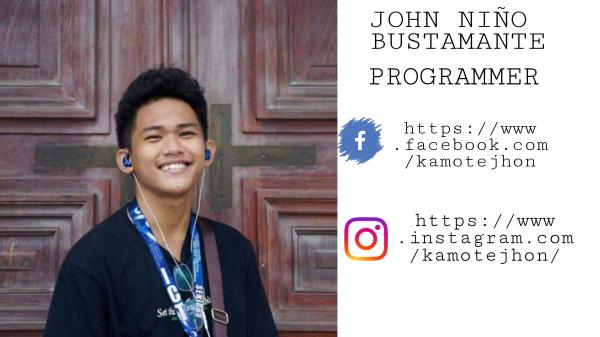 JOHN NIÑO
BUSTAMANTE
PROGRAMMER
https://www
.facebook.com
/kamotejhon
https://www
.instagram.com
/kamotejhon/